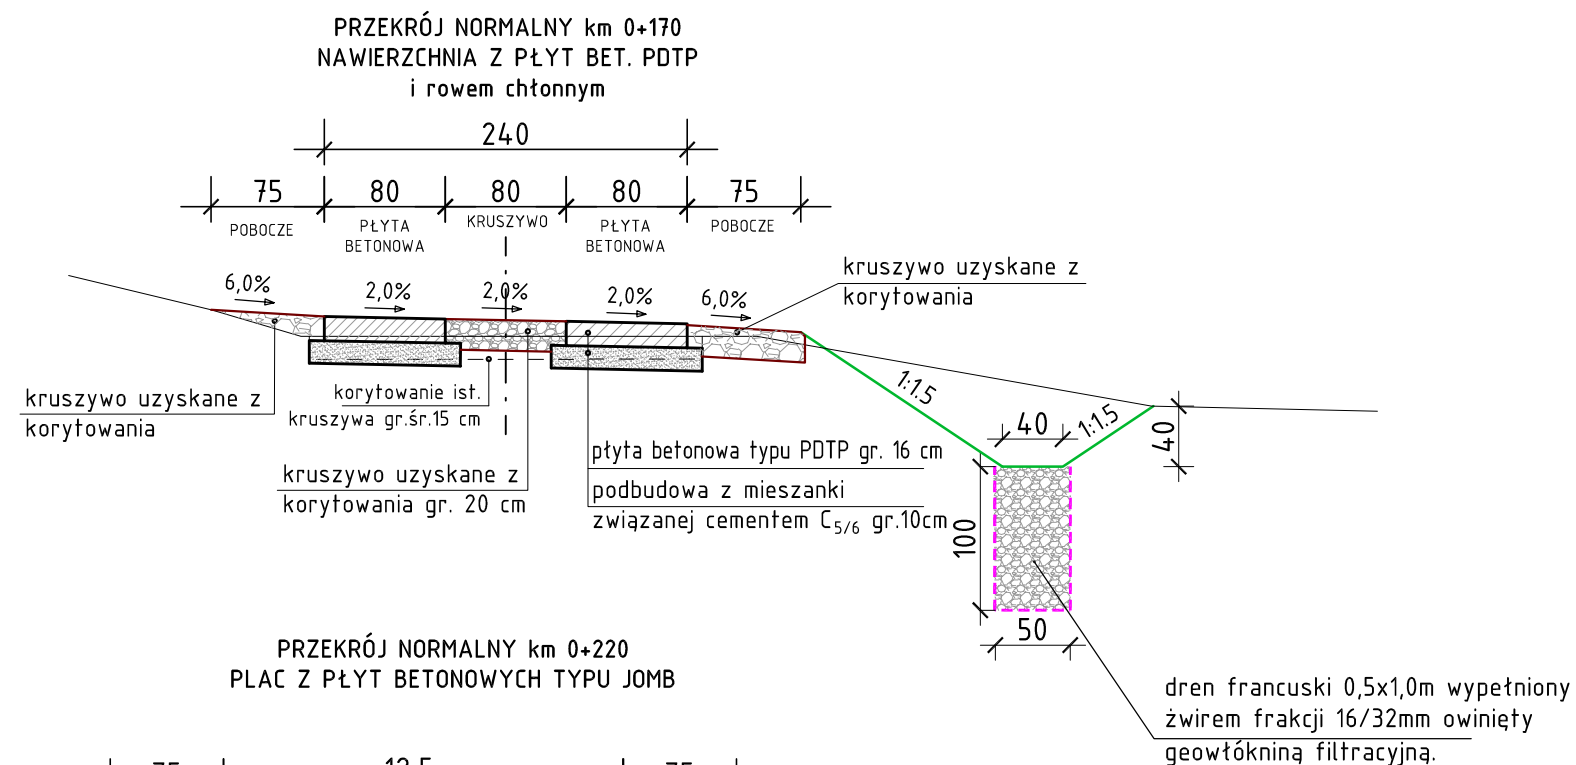 PRZEKRÓJ NORMALNY km 0+170
NAWIERZCHNIA Z PŁYT BET. PDTP
i rowem chłonnym
240
75 80 80 80 75
POBOCZE PŁYTA BETONOWA KRUSZYWO PŁYTA BETONOWA POBOCZE
6,0% 2,0% 2,0% 2,0% 6,0%
kruszywo uzyskane z
korytowania
kruszywo uzyskane z
korytowania
korytowanie ist.
kruszywa gr.śr.15 cm
kruszywo uzyskane z
korytowania gr. 20 cm
płyta betonowa typu PDTP gr. 16 cm
podbudowa z mieszanki
związanej cementem C5/6 gr.10cm
1:1.5
40
1:1.5
40
100
50
dren francuski 0,5x1,0m wypełniony
żwirem frakcji 16/32mm owinięty
geowłókniną filtracyjną.
PRZEKRÓJ NORMALNY km 0+220
PLAC Z PŁYT BETONOWYCH TYPU JOMB